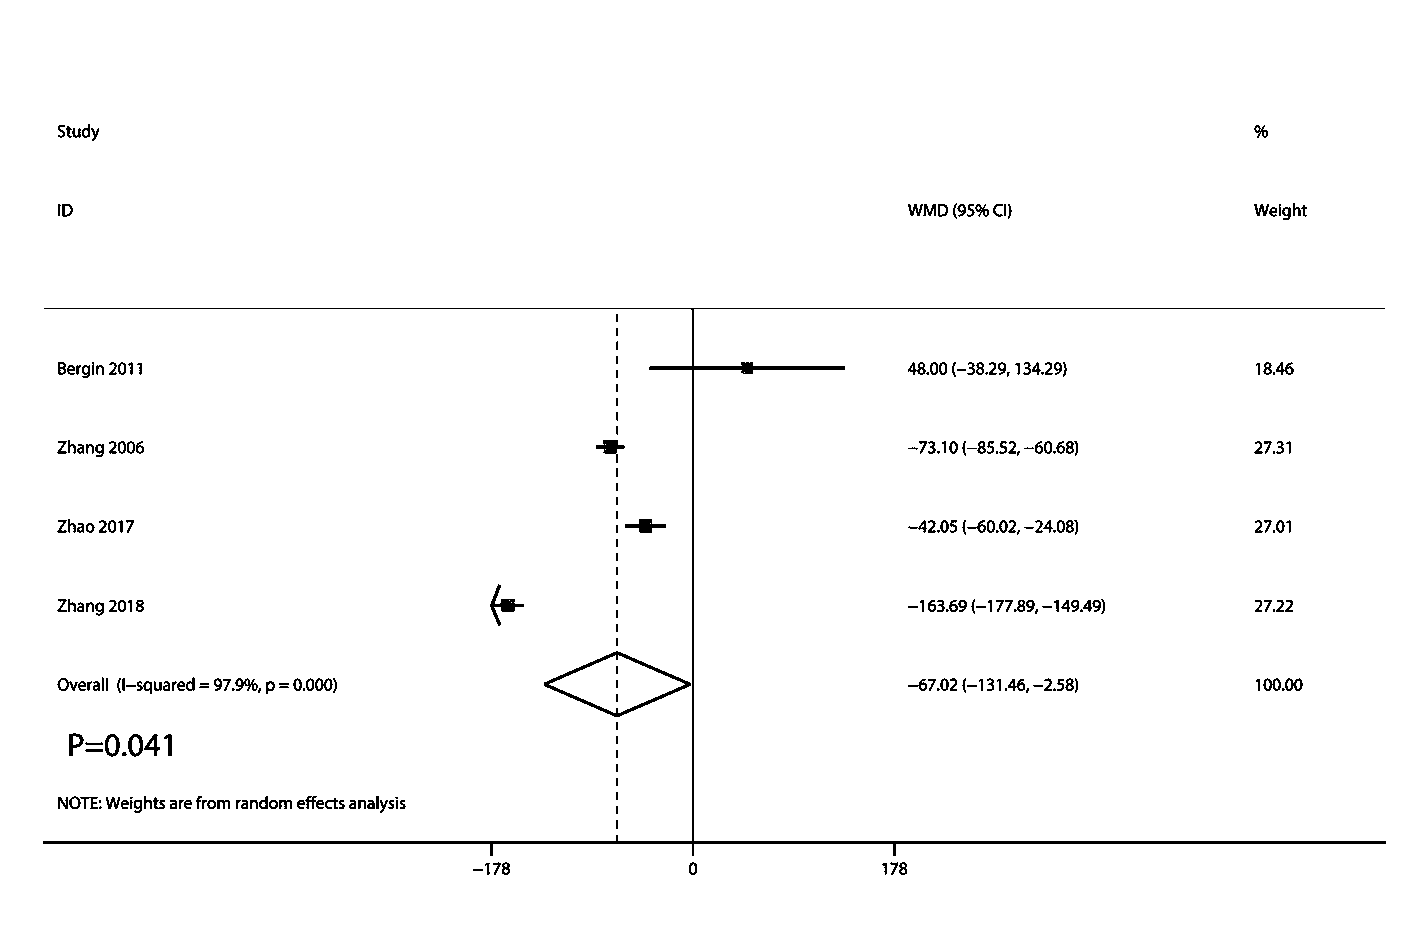 Study %
ID WMD (95% CI) Weight
Bergin 2011 48.00 (−38.29, 134.29) 18.46
Zhang 2006 −73.10 (−85.52, −60.68) 27.31
Zhao 2017 −42.05 (−60.02, −24.08) 27.01
Zhang 2018 −163.69 (−177.89, −149.49) 27.22
Overall (I−squared = 97.9%, p = 0.000) −67.02 (−131.46, −2.58) 100.00
P=0.041
NOTE: Weights are from random effects analysis
−178 0 178